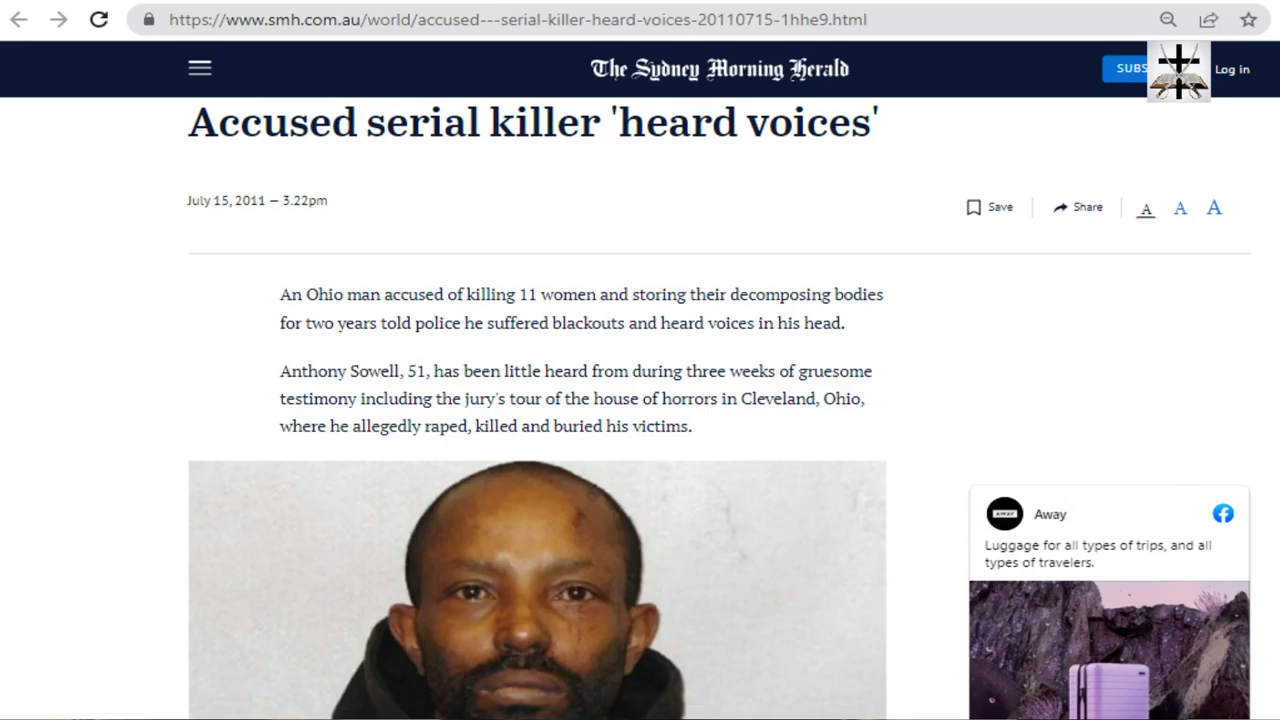 https://www.smh.com.au/world/accused---serial-killer-heard-voices-20110715-1hhe9.html
The Sydney Morning Herald
SUBS
Log in
Accused serial killer 'heard voices'
July 15, 2011 — 3.22pm
Save
Share
A A A
An Ohio man accused of killing 11 women and storing their decomposing bodies
for two years told police he suffered blackouts and heard voices in his head.
Anthony Sowell, 51, has been little heard from during three weeks of gruesome
testimony including the jury's tour of the house of horrors in Cleveland, Ohio,
where he allegedly raped, killed and buried his victims.
AWAY
Away
Luggage for all types of trips, and all
types of travelers.